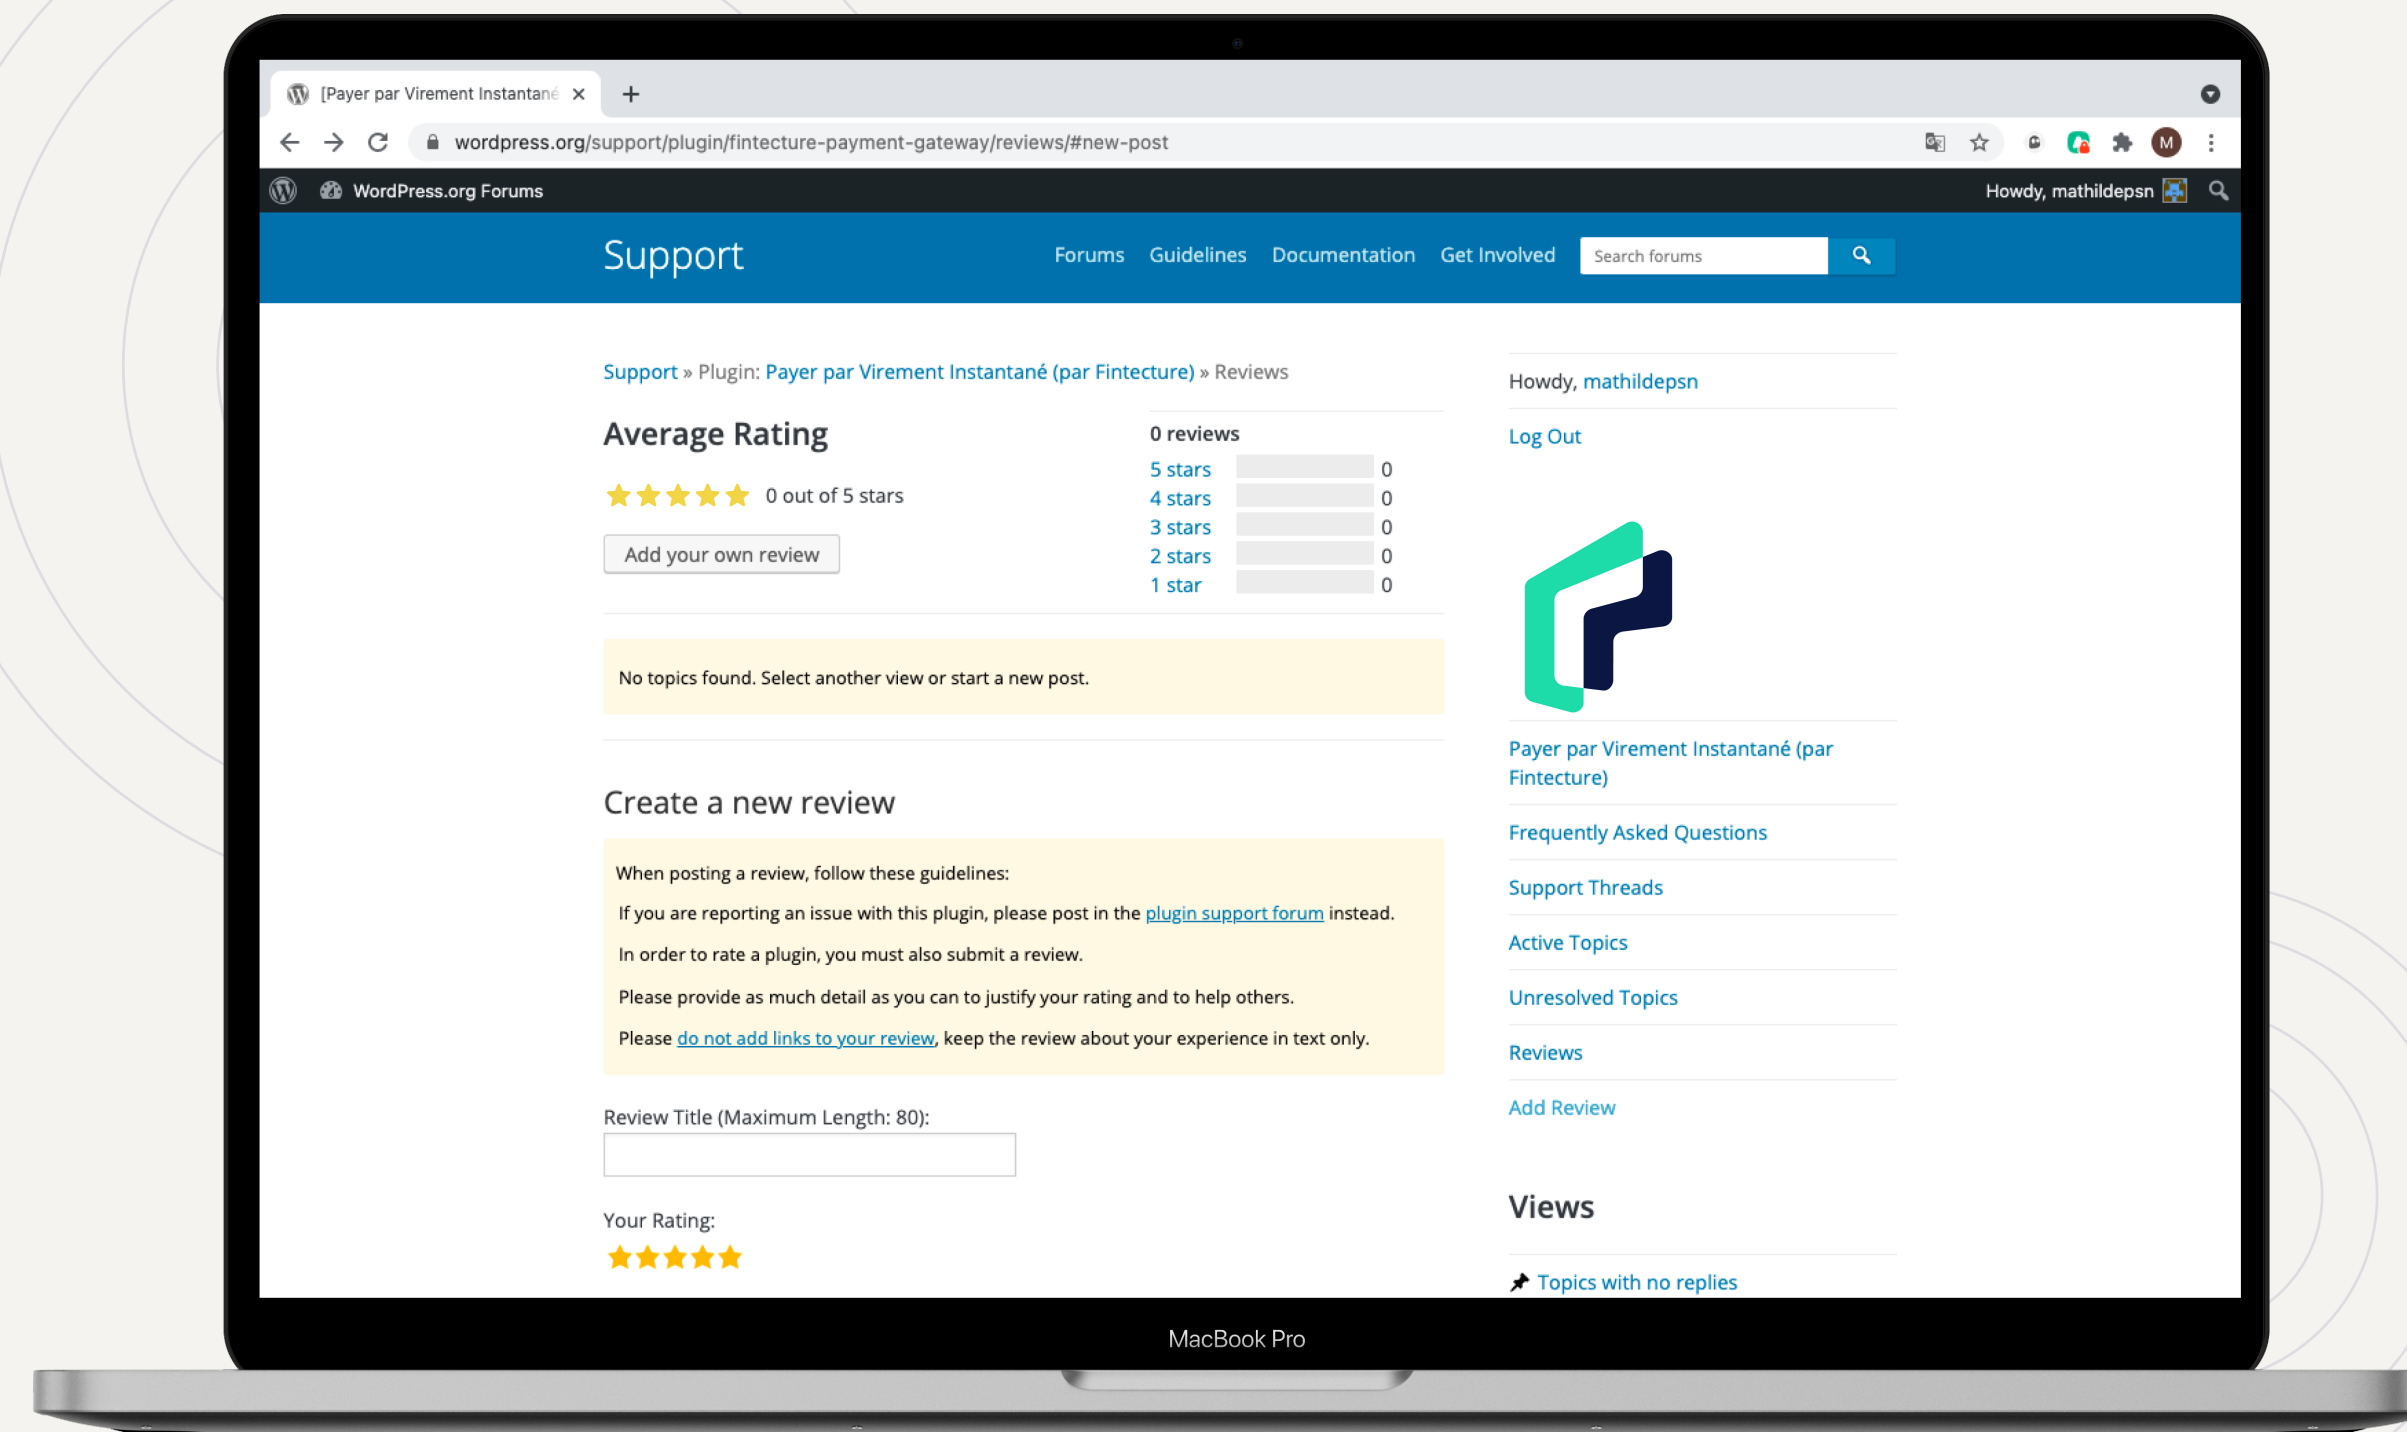 [Payer par Virement Instantané
wordpress.org/support/plugin/fintecture-payment-gateway/reviews/#new-post
M
WordPress.org Forums
Howdy, mathildepsn
Support
Forums
Guidelines
Documentation
Get Involved
Search forums
Support » Plugin: Payer par Virement Instantané (par Fintecture) » Reviews
Average Rating
0 out of 5 stars
Add your own review
0 reviews
5 stars 0
4 stars 0
3 stars 0
2 stars 0
1 star 0
No topics found. Select another view or start a new post.
Create a new review
When posting a review, follow these guidelines:
If you are reporting an issue with this plugin, please post in the plugin support forum instead.
In order to rate a plugin, you must also submit a review.
Please provide as much detail as you can to justify your rating and to help others.
Please do not add links to your review, keep the review about your experience in text only.
Review Title (Maximum Length: 80):
Your Rating:
Howdy, mathildepsn
Log Out
Payer par Virement Instantané (par
Fintecture)
Frequently Asked Questions
Support Threads
Active Topics
Unresolved Topics
Reviews
Add Review
Views
Topics with no replies
MacBook Pro